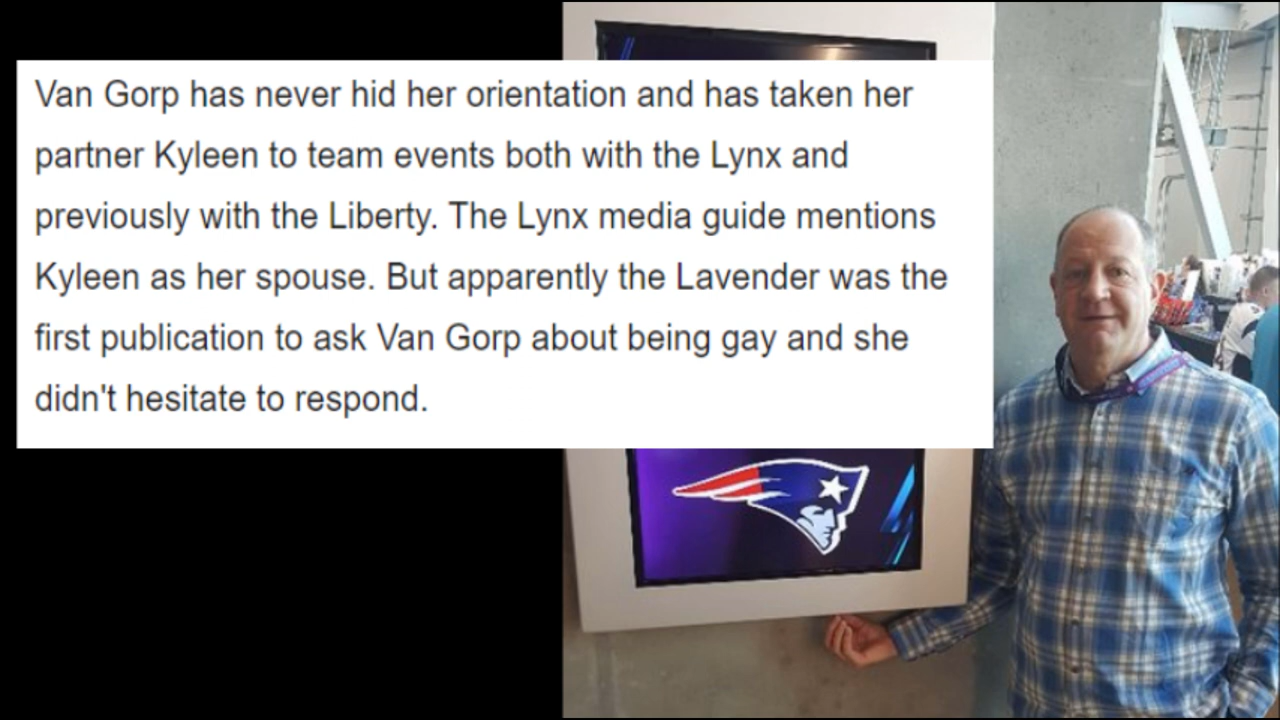 Van Gorp has never hid her orientation and has taken her
partner Kyleen to team events both with the Lynx and
previously with the Liberty. The Lynx media guide mentions
Kyleen as her spouse. But apparently the Lavender was the
first publication to ask Van Gorp about being gay and she
didn't hesitate to respond.